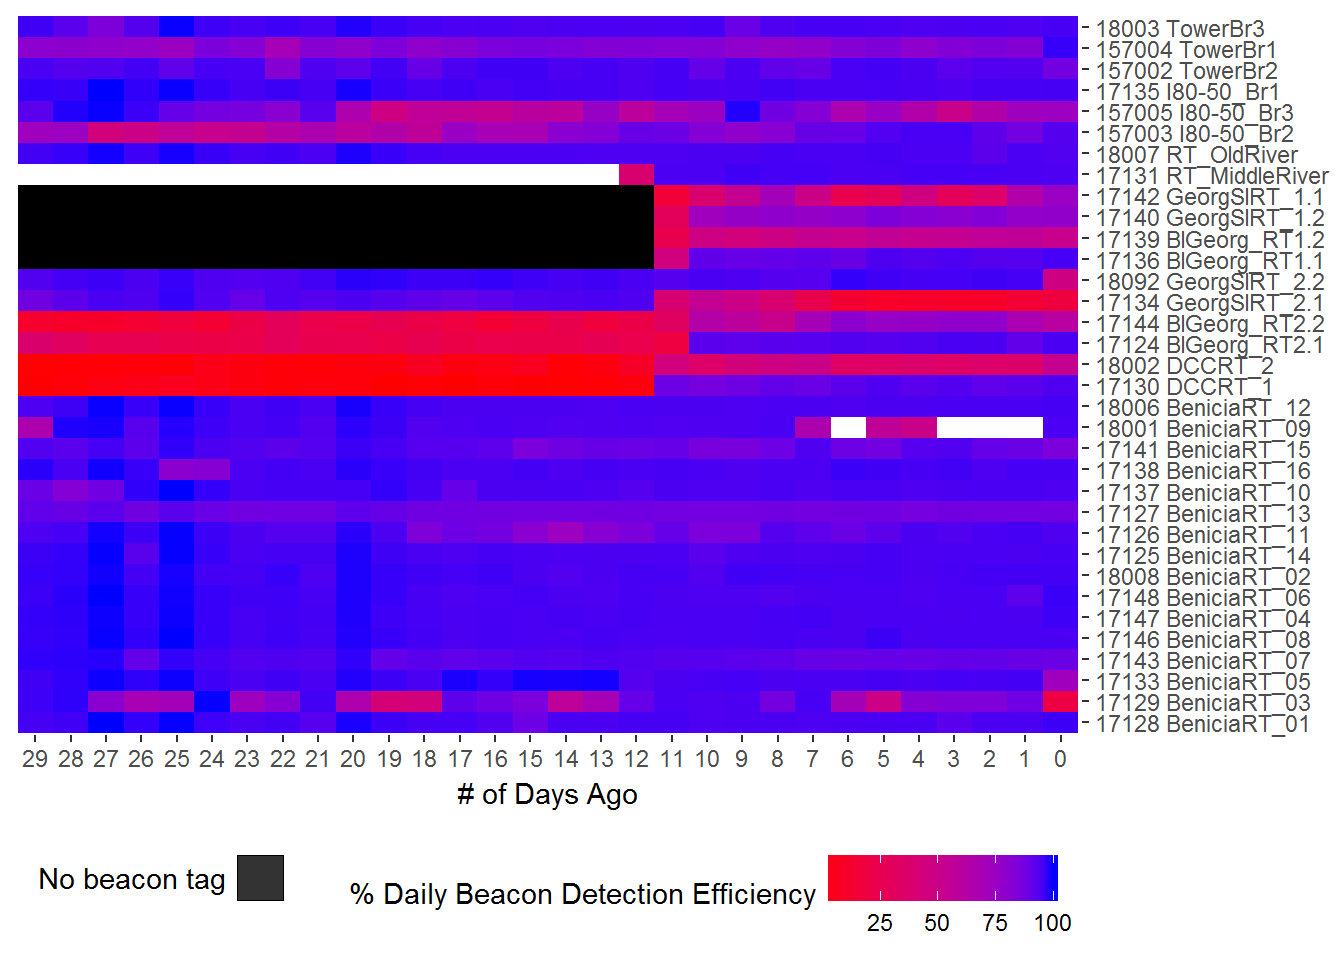 18003 TowerBr3
157004 TowerBr1
157002 TowerBr2
17135 I80-50_Br1
157005 I80-50_Br3
157003 I80-50_Br2
18007 RT_OldRiver
17131 RT_MiddleRiver
17142 GeorgSlRT_1.1
17140 GeorgSlRT_1.2
17139 BlGeorg_RT1.2
17136 BlGeorg_RT1.1
18092 GeorgSlRT_2.2
17134 GeorgSlRT_2.1
17144 BlGeorg_RT2.2
17124 BlGeorg_RT2.1
18002 DCCRT_2
17130 DCCRT_1
18006 BeniciaRT_12
18001 BeniciaRT_09
17141 BeniciaRT_15
17138 BeniciaRT_16
17137 BeniciaRT_10
17127 BeniciaRT_13
17126 BeniciaRT_11
17125 BeniciaRT_14
18008 BeniciaRT_02
17148 BeniciaRT_06
17147 BeniciaRT_04
17146 BeniciaRT_08
17143 BeniciaRT_07
17133 BeniciaRT_05
17129 BeniciaRT_03
17128 BeniciaRT_01
29 28 27 26 25 24 23 22 21 20 19 18 17 16 15 14 13 12 11 10 9 8 7 6 5 4 3 2 1 0
# of Days Ago
No beacon tag
% Daily Beacon Detection Efficiency
25 50 75 100